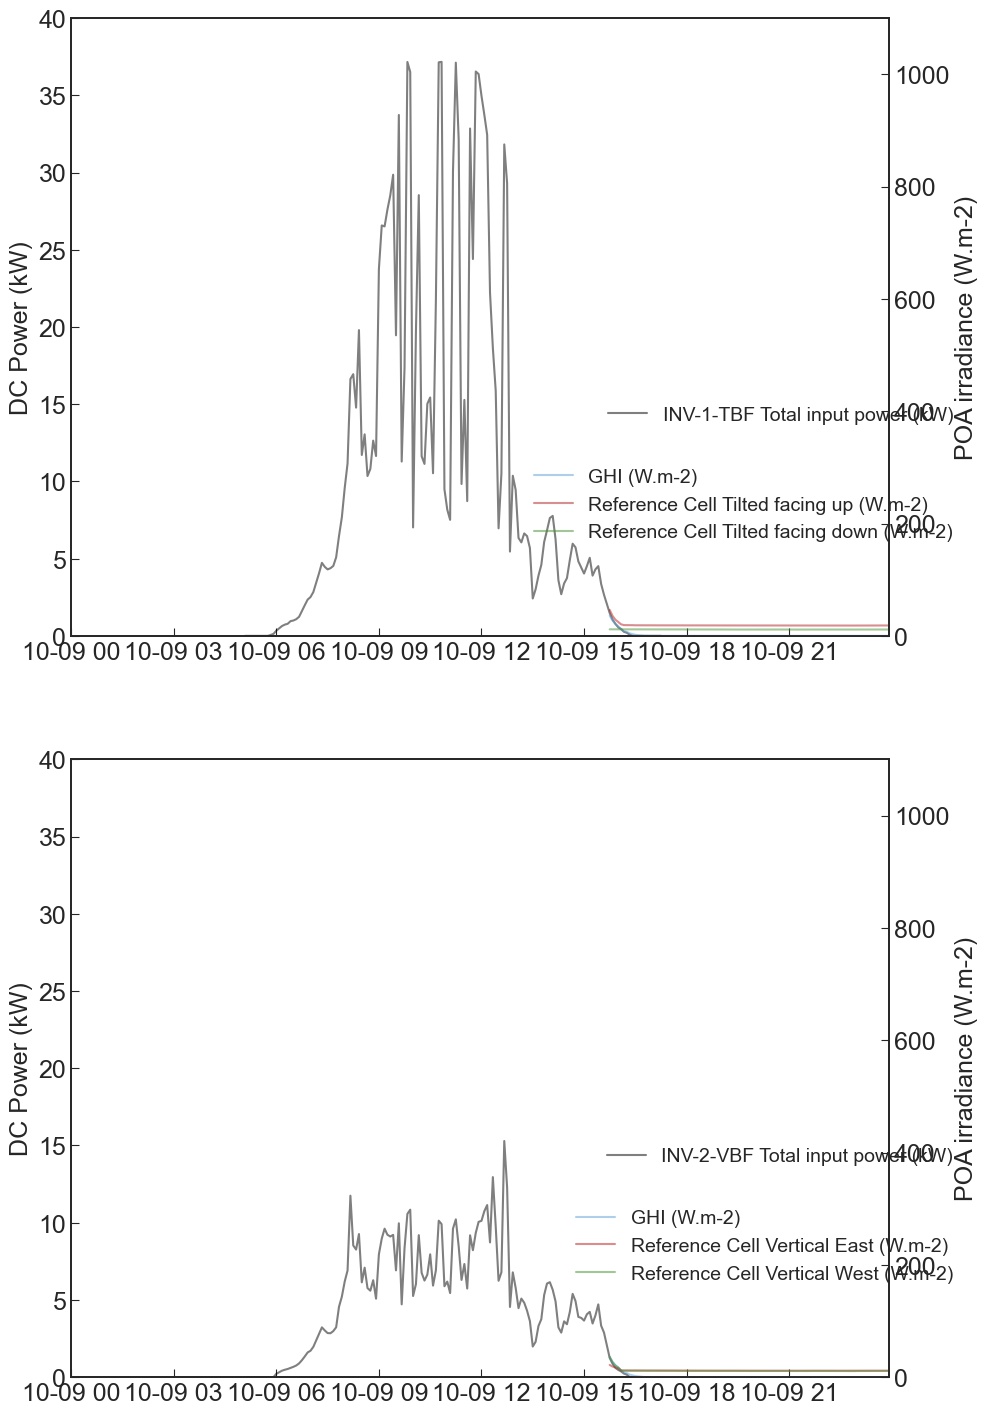 40
35
30
25
20
15
10
5
0
DC Power (kW)
1000
800
600
400
200
0
POA irradiance (W.m-2)
INV-1-TBF Total input power (kW)
GHI (W.m-2)
Reference Cell Tilted facing up (W.m-2)
Reference Cell Tilted facing down (W.m-2)
10-09 00 10-09 03 10-09 06 10-09 09 10-09 12 10-09 15 10-09 18 10-09 21
40
35
30
25
20
15
10
5
0
DC Power (kW)
1000
800
600
400
200
0
POA irradiance (W.m-2)
INV-2-VBF Total input power (kW)
GHI (W.m-2)
Reference Cell Vertical East (W.m-2)
Reference Cell Vertical West (W.m-2)
10-09 00 10-09 03 10-09 06 10-09 09 10-09 12 10-09 15 10-09 18 10-09 21